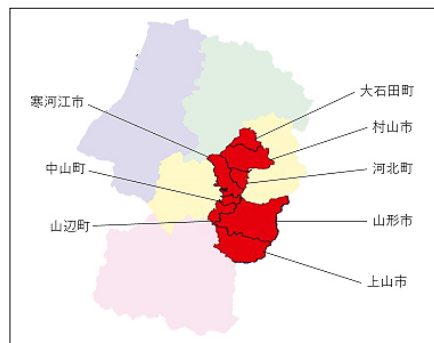 大石田町
寒河江市
村山市
中山町
河北町
山辺町
山形市
上山市